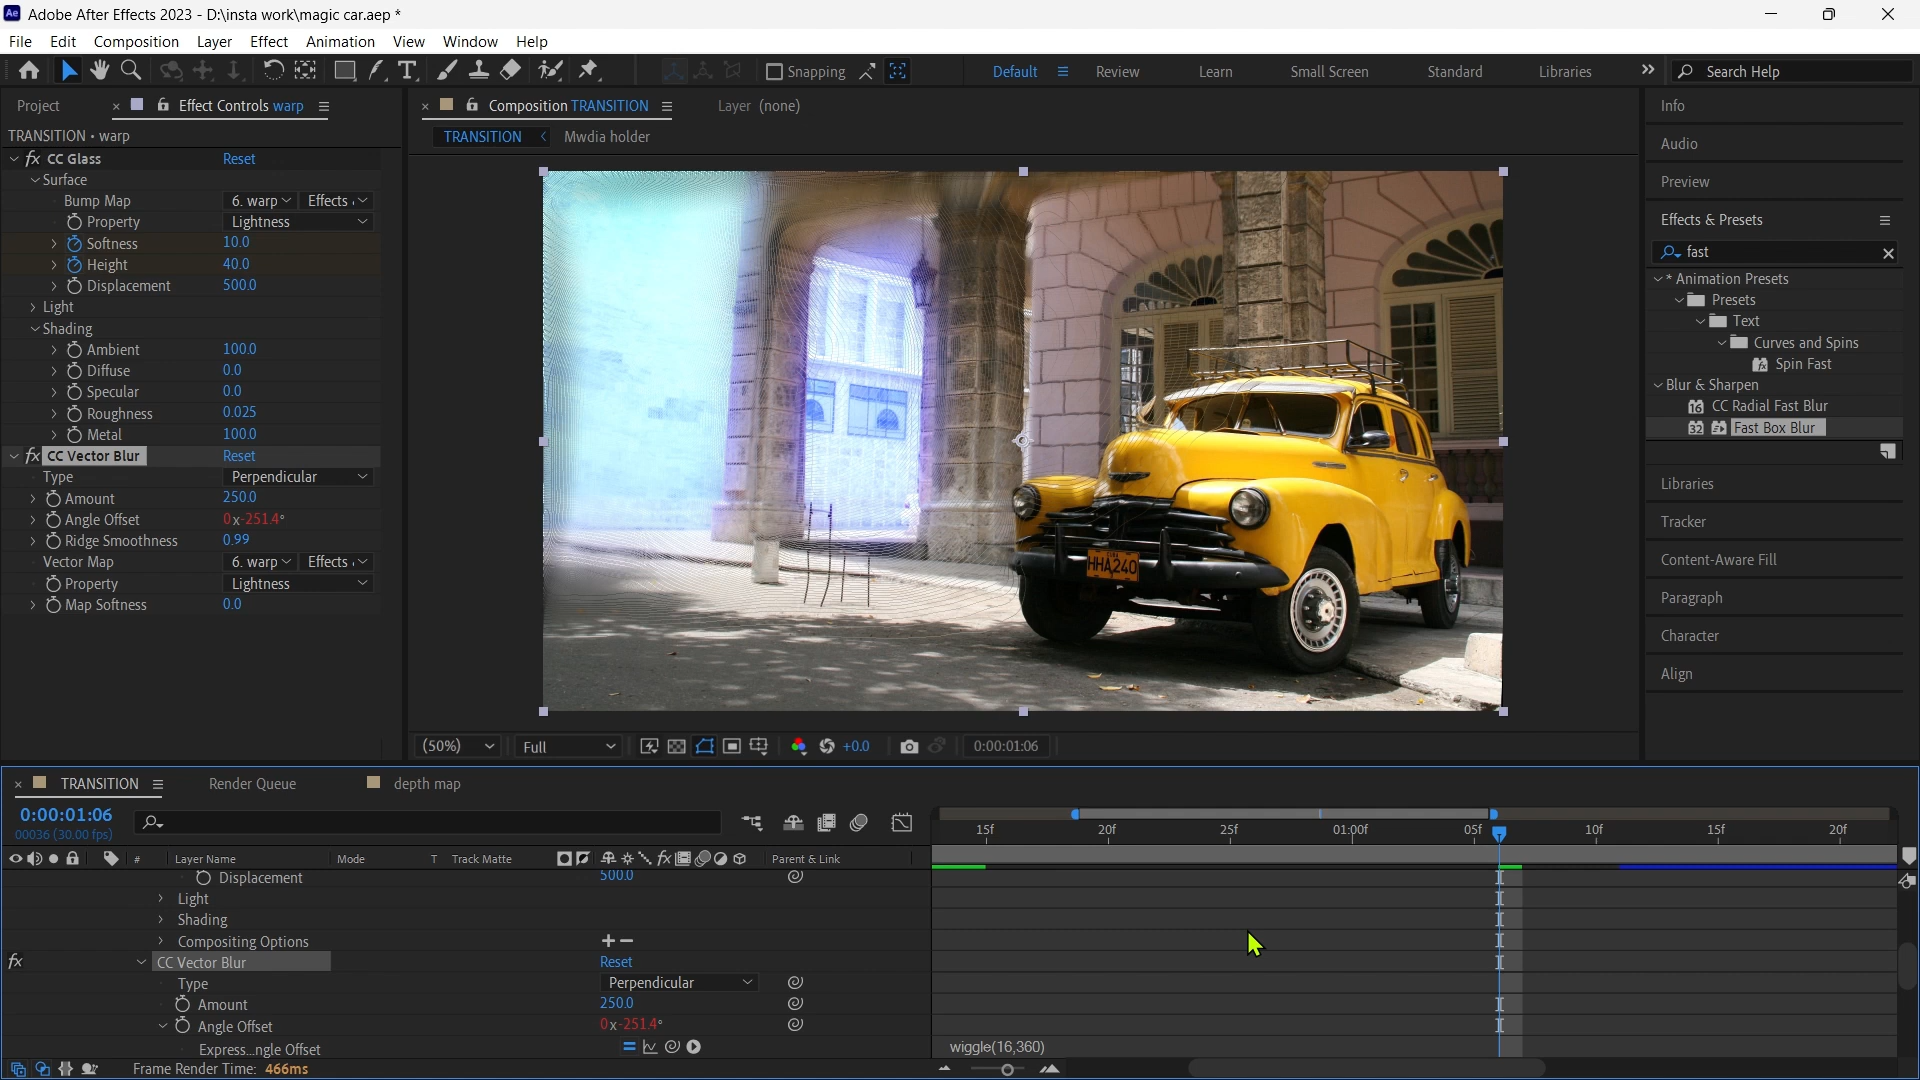 Ae Adobe After Effects 2023 - D:\insta work\magic car.aep *
File Edit Composition Layer Effect Animation View Window Help
Snapping Default Review Learn Small Screen Standard Libraries Search Help
Project Effect Controls warp Composition TRANSITION Layer (none) Info
TRANSITION • warp TRANSITION Mwdia holder
Audio
Preview
Effects & Presets
fast
* Animation Presets
Presets
Text
Curves and Spins
Spin Fast
Blur & Sharpen
CC Radial Fast Blur
Fast Box Blur
Libraries
Tracker
Content-Aware Fill
Paragraph
Character
Align
fx CC Glass Reset
Surface
Bump Map 6. warp Effects
Property Lightness
Softness 10.0
Height 40.0
Displacement 500.0
Light
Shading
Ambient 100.0
Diffuse 0.0
Specular 0.0
Roughness 0.025
Metal 100.0
fx CC Vector Blur Reset
Type Perpendicular
Amount 250.0
Angle Offset 0x-251.4°
Ridge Smoothness 0.99
Vector Map 6. warp Effects
Property Lightness
Map Softness 0.0
HHA240
(50%) Full +0.0 0:00:01:06
TRANSITION Render Queue depth map
0:00:01:06
00036 (30.00 fps)
15f 20f 25f 01:00f 05f 10f 15f 20f
# Layer Name Mode T Track Matte fx Parent & Link
Displacement 500.0
Light
Shading
Compositing Options
fx CC Vector Blur Reset
Type Perpendicular
Amount 250.0
Angle Offset 0x-251.4°
Express...ngle Offset wiggle(16,360)
Frame Render Time: 466ms